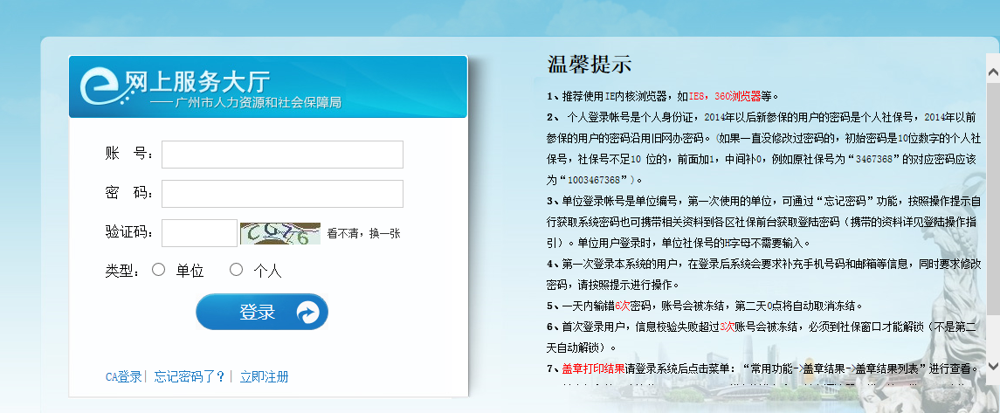 网上服务大厅
——广州市人力资源和社会保障局
账 号：
密 码：
验证码：
看不清，换一张
类型： 单位 个人
登录
CA登录| 忘记密码了？| 立即注册
温馨提示
1、推荐使用IE内核浏览器，如IE8，360浏览器等。
2、 个人登录帐号是个人身份证，2014年以后新参保的用户的密码是个人社保号，2014年以前
参保的用户的密码沿用旧网办密码。（如果一直没修改过密码的，初始密码是10位数字的个人社
保号，社保号不足10 位的，前面加1，中间补0，例如原社保号为“3467368”的对应密码应该
为“1003467368”）。
3、单位登录帐号是单位编号，第一次使用的单位，可通过“忘记密码”功能，按照操作提示自
行获取系统密码也可携带相关资料到各区社保前台获取登陆密码（携带的资料详见登陆操作指
引）。单位用户登录时，单位社保号的H字母不需要输入。
4、第一次登录本系统的用户，在登录后系统会要求补充手机号码和邮箱等信息，同时要求修改
密码，请按照提示进行操作。
5、一天内输错6次密码，账号会被冻结，第二天0点将自动取消冻结。
6、首次登录用户，信息校验失败超过3次账号会被冻结，必须到社保窗口才能解锁（不是第二
天自动解锁）。
7、盖章打印结果请登录系统后点击菜单：“常用功能->盖章结果->盖章结果列表”进行查看。